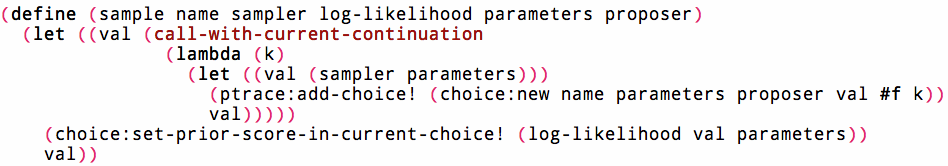 (define (sample name sampler log-likelihood parameters proposer)
  (let ((val (call-with-current-continuation
               (lambda (k)
                 (let ((val (sampler parameters)))
                   (ptrace:add-choice! (choice:new name parameters proposer val #f k))
                   val)))))
    (choice:set-prior-score-in-current-choice! (log-likelihood val parameters))
    val))